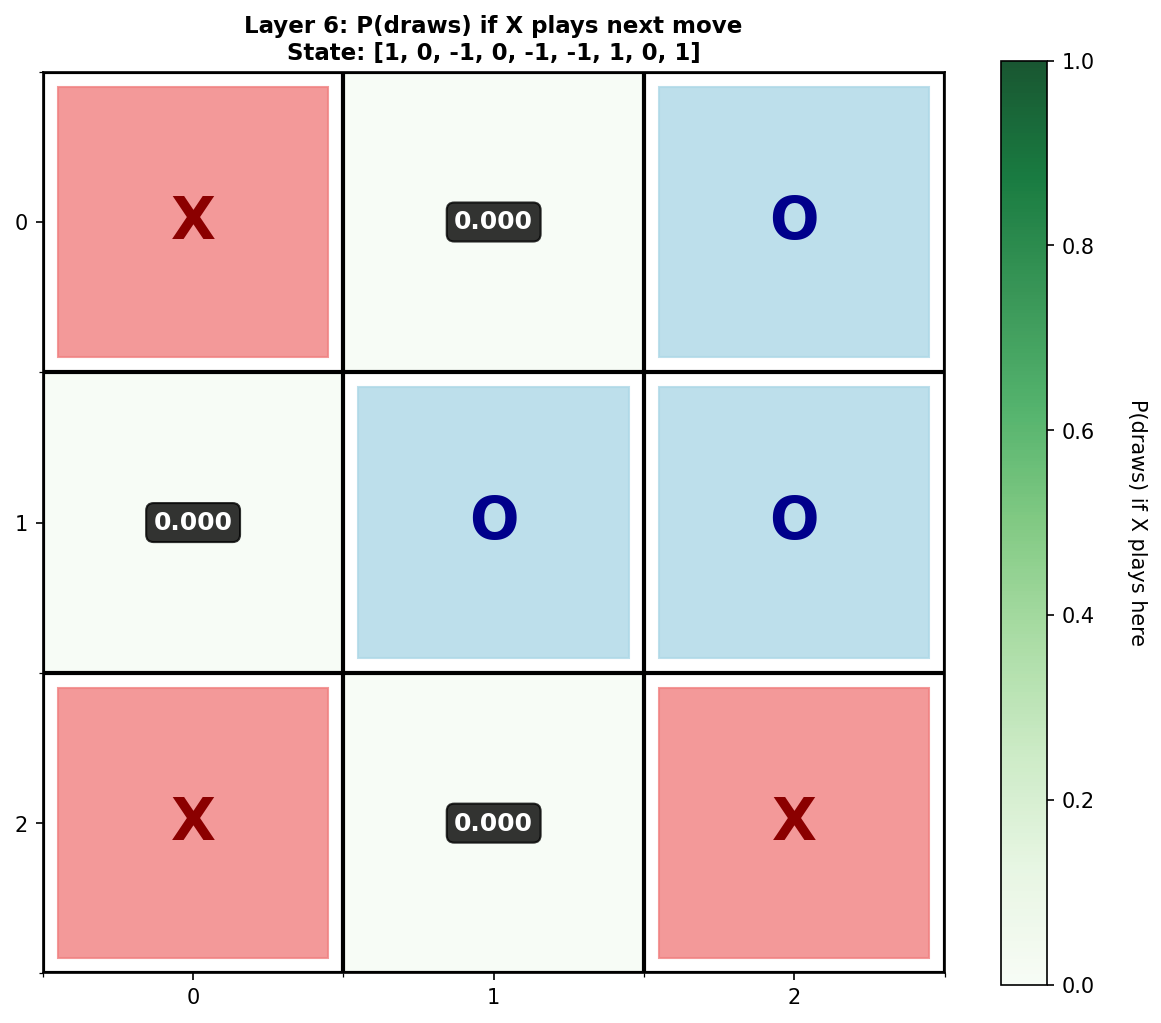 Layer 6: P(draws) if X plays next move
State: [1, 0, -1, 0, -1, -1, 1, 0, 1]
X
0.000
O
0
0.000
O
O
1
X
0.000
X
2
0
1
2
1.0
0.8
0.6
0.4
0.2
0.0
P(draws) if X plays here